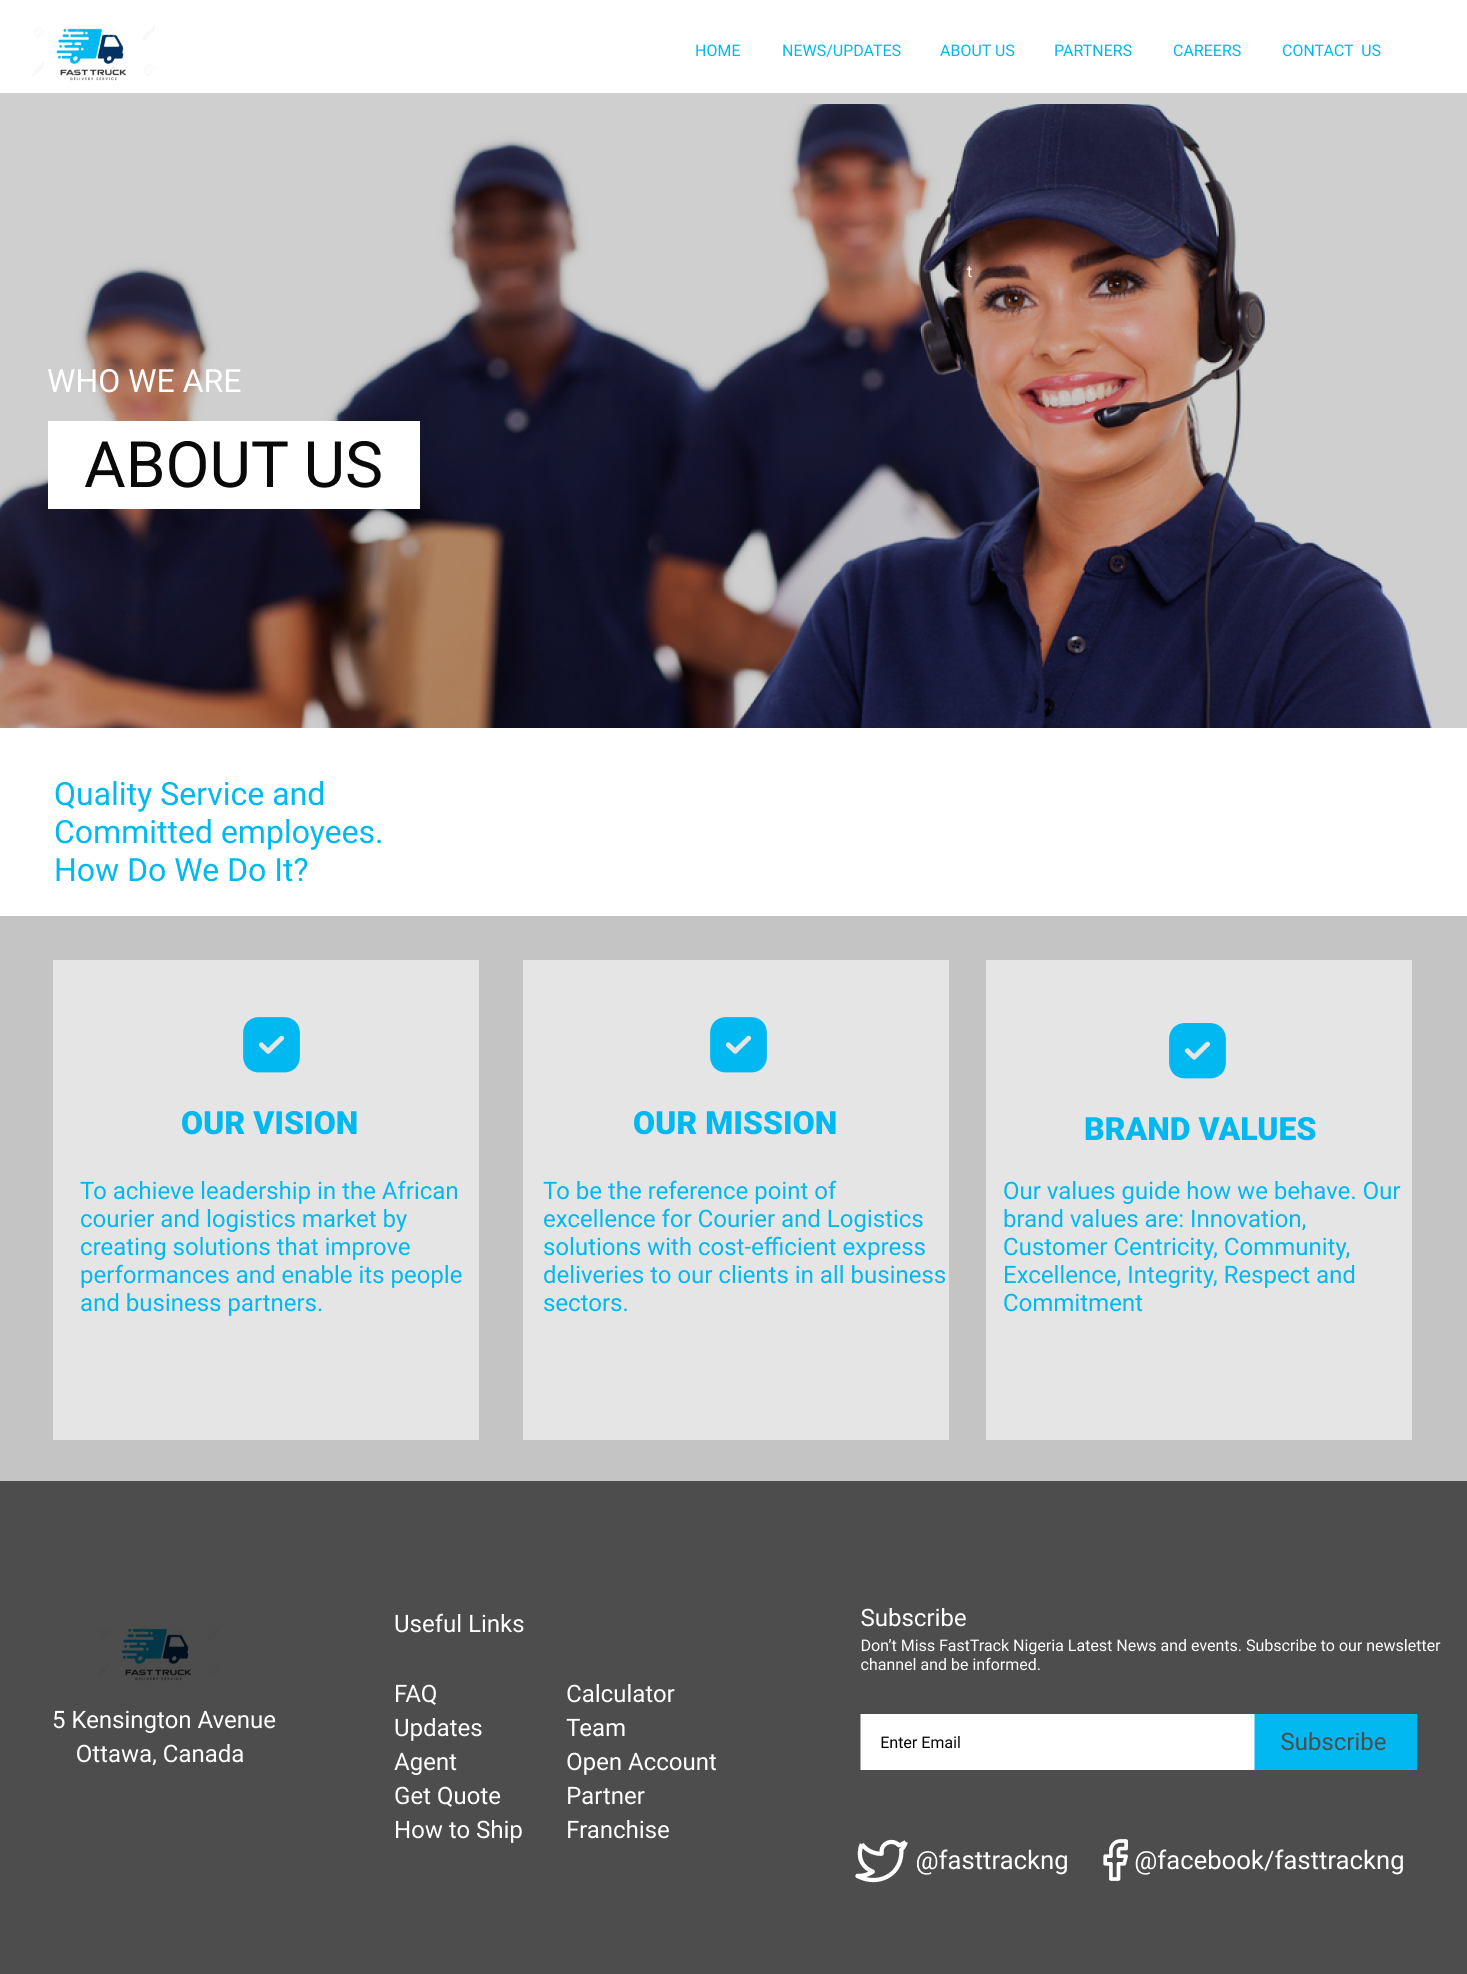 FAST TRUCK
DELIVERY SERVICE
HOME NEWS/UPDATES ABOUT US PARTNERS CAREERS CONTACT US
t
WHO WE ARE
ABOUT US
Quality Service and
Committed employees.
How Do We Do It?
OUR VISION
To achieve leadership in the African
courier and logistics market by
creating solutions that improve
performances and enable its people
and business partners.
OUR MISSION
To be the reference point of
excellence for Courier and Logistics
solutions with cost-efficient express
deliveries to our clients in all business
sectors.
BRAND VALUES
Our values guide how we behave. Our
brand values are: Innovation,
Customer Centricity, Community,
Excellence, Integrity, Respect and
Commitment
FAST TRUCK
DELIVERY SERVICE
5 Kensington Avenue
Ottawa, Canada
Useful Links
FAQ
Updates
Agent
Get Quote
How to Ship
Calculator
Team
Open Account
Partner
Franchise
Subscribe
Don't Miss FastTrack Nigeria Latest News and events. Subscribe to our newsletter
channel and be informed.
Enter Email
Subscribe
@fasttrackng
@facebook/fasttrackng